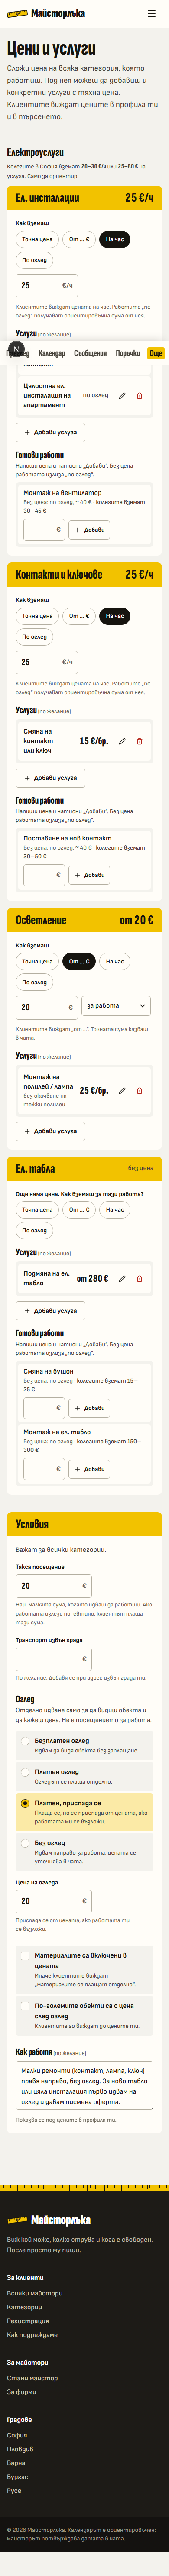 Майсторлъка
Цени и услуги
Сложи цена на всяка категория, която
работиш. Под нея можеш да добавиш и
конкретни услуги с тяхна цена.
Клиентите виждат цените в профила ти
и в търсенето.
Електроуслуги
Колегите в София вземат 20–30 €/ч или 25–80 € на
услуга. Само за ориентир.
Ел. инсталации 25 €/ч
Как вземаш
Точна цена От ... € На час
По оглед
25 €/ч
Клиентите виждат цената на час. Работите „по
оглед“ получават ориентировъчна сума от нея.
Услуги (по желание)
Календар Съобщения Поръчки Още
Цялостна ел.
инсталация на
апартамент
по оглед
+ Добави услуга
Готови работи
Напиши цена и натисни „Добави“. Без цена
работата излиза „по оглед“.
Монтаж на вентилатор
Без цена: по оглед, ≈ 40 € · колегите вземат
30–45 €
€ + Добави
Контакти и ключове 25 €/ч
Как вземаш
Точна цена От ... € На час
По оглед
25 €/ч
Клиентите виждат цената на час. Работите „по
оглед“ получават ориентировъчна сума от нея.
Услуги (по желание)
Смяна на
контакт
или ключ
15 €/бр.
+ Добави услуга
Готови работи
Напиши цена и натисни „Добави“. Без цена
работата излиза „по оглед“.
Поставяне на нов контакт
Без цена: по оглед, ≈ 40 € · колегите вземат
30–50 €
€ + Добави
Осветление от 20 €
Как вземаш
Точна цена От ... € На час
По оглед
20 € за работа
Клиентите виждат „от ...“. Точната сума казваш
в чата.
Услуги (по желание)
Монтаж на
полилей / лампа
без окачване на
тежки полилеи
25 €/бр.
+ Добави услуга
Ел. табла без цена
Още няма цена. Как вземаш за тази работа?
Точна цена От ... € На час
По оглед
Услуги (по желание)
Подмяна на ел.
табло
от 280 €
+ Добави услуга
Готови работи
Напиши цена и натисни „Добави“. Без цена
работата излиза „по оглед“.
Смяна на бушон
Без цена: по оглед · колегите вземат 15–
25 €
€ + Добави
Монтаж на ел. табло
Без цена: по оглед · колегите вземат 150–
300 €
€ + Добави
Условия
Важат за всички категории.
Такса посещение
20 €
Най-малката сума, когато идваш да работиш. Ако
работата излезе по-евтино, клиентът плаща
тази сума.
Транспорт извън града
€
По желание. Добавя се при адрес извън града ти.
Оглед
Отделно идване само за да видиш обекта и
да кажеш цена. Не е посещението за работа.
Безплатен оглед
Идвам да видя обекта без заплащане.
Платен оглед
Огледът се плаща отделно.
Платен, приспада се
Плаща се, но се приспада от цената, ако
работата ми се възложи.
Без оглед
Идвам направо за работа, цената се
уточнява в чата.
Цена на огледа
20 €
Приспада се от цената, ако работата ти
се възложи.
Материалите са включени в
цената
Иначе клиентите виждат
„материалите се плащат отделно“.
По-големите обекти са с цена
след оглед
Клиентите го виждат до цените ти.
Как работя (по желание)
Малки ремонти (контакт, лампа, ключ)
правя направо, без оглед. За ново табло
или цяла инсталация първо идвам на
оглед и давам писмена оферта.
Показва се под цените в профила ти.
Майсторлъка
Виж кой може, колко струва и кога е свободен.
После просто му пиши.
За клиенти
Всички майстори
Категории
Регистрация
Как подреждаме
За майстори
Стани майстор
За фирми
Градове
София
Пловдив
Варна
Бургас
Русе
© 2026 Майсторлъка. Календарът е ориентировъчен:
майсторът потвърждава датата в чата.